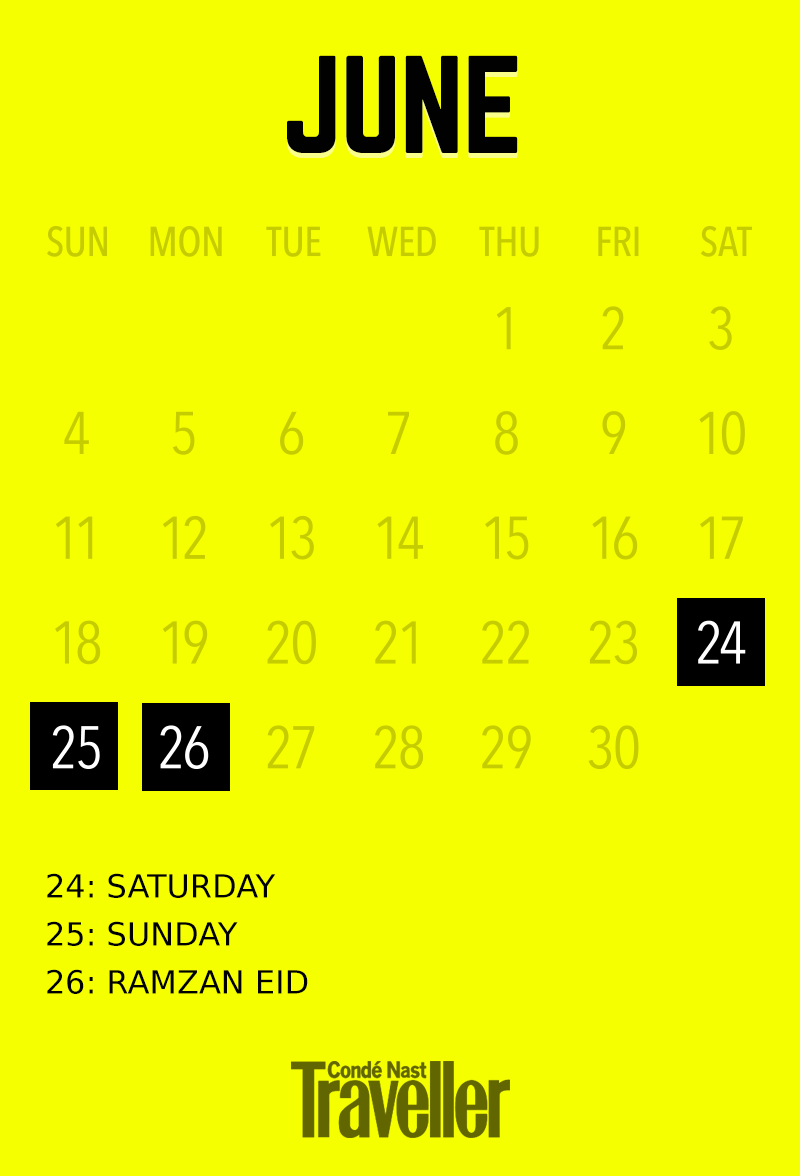 JUNE
SUN MON TUE WED THU FRI SAT
1 2 3
4 5 6 7 8 9 10
11 12 13 14 15 16 17
18 19 20 21 22 23 24
25 26 27 28 29 30
24: SATURDAY
25: SUNDAY
26: RAMZAN EID
Condé Nast
Traveller